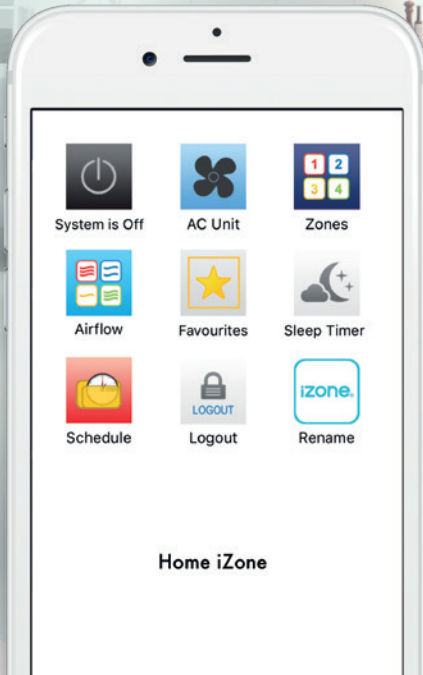 System is Off AC Unit Zones
1 2
3 4
Airflow Favourites Sleep Timer
LOGOUT
iZone.
Schedule Logout Rename
Home iZone